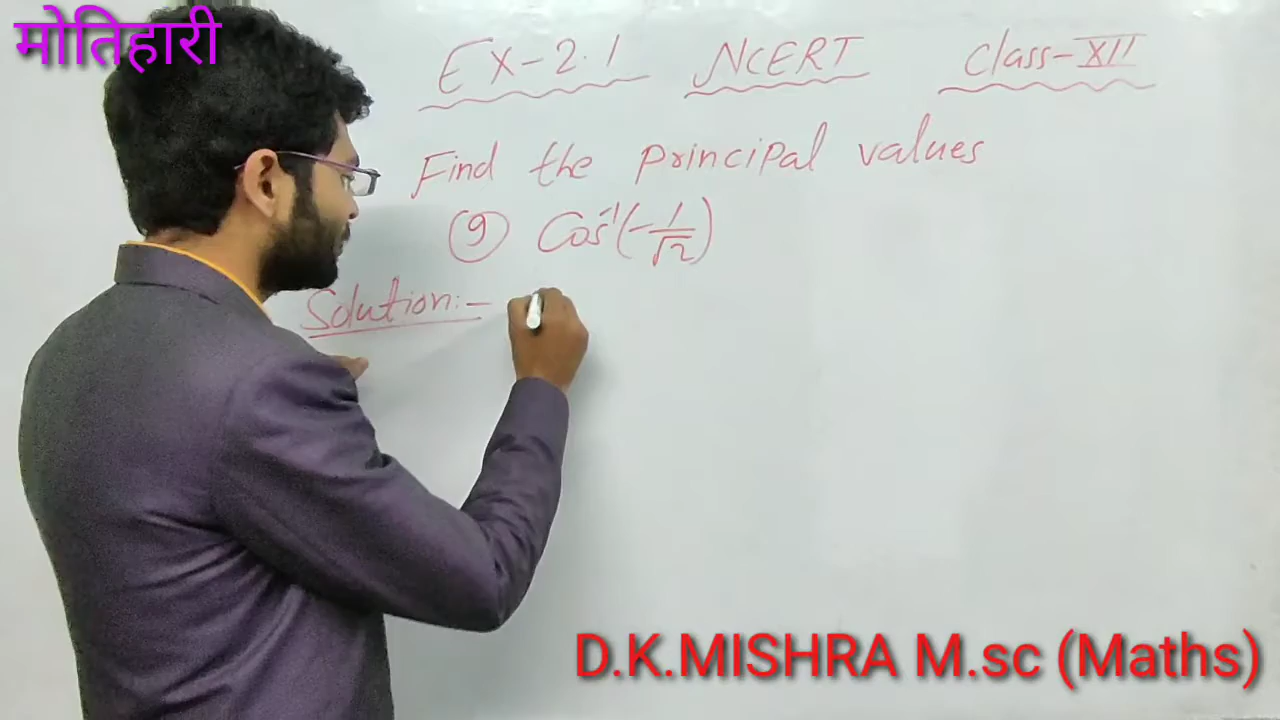 मोतिहारी
Ex-2.1 NCERT Class-XII
Find the principal values
⑨ Cos⁻¹(-1/√2)
Solution:-
D.K.MISHRA M.sc (Maths)